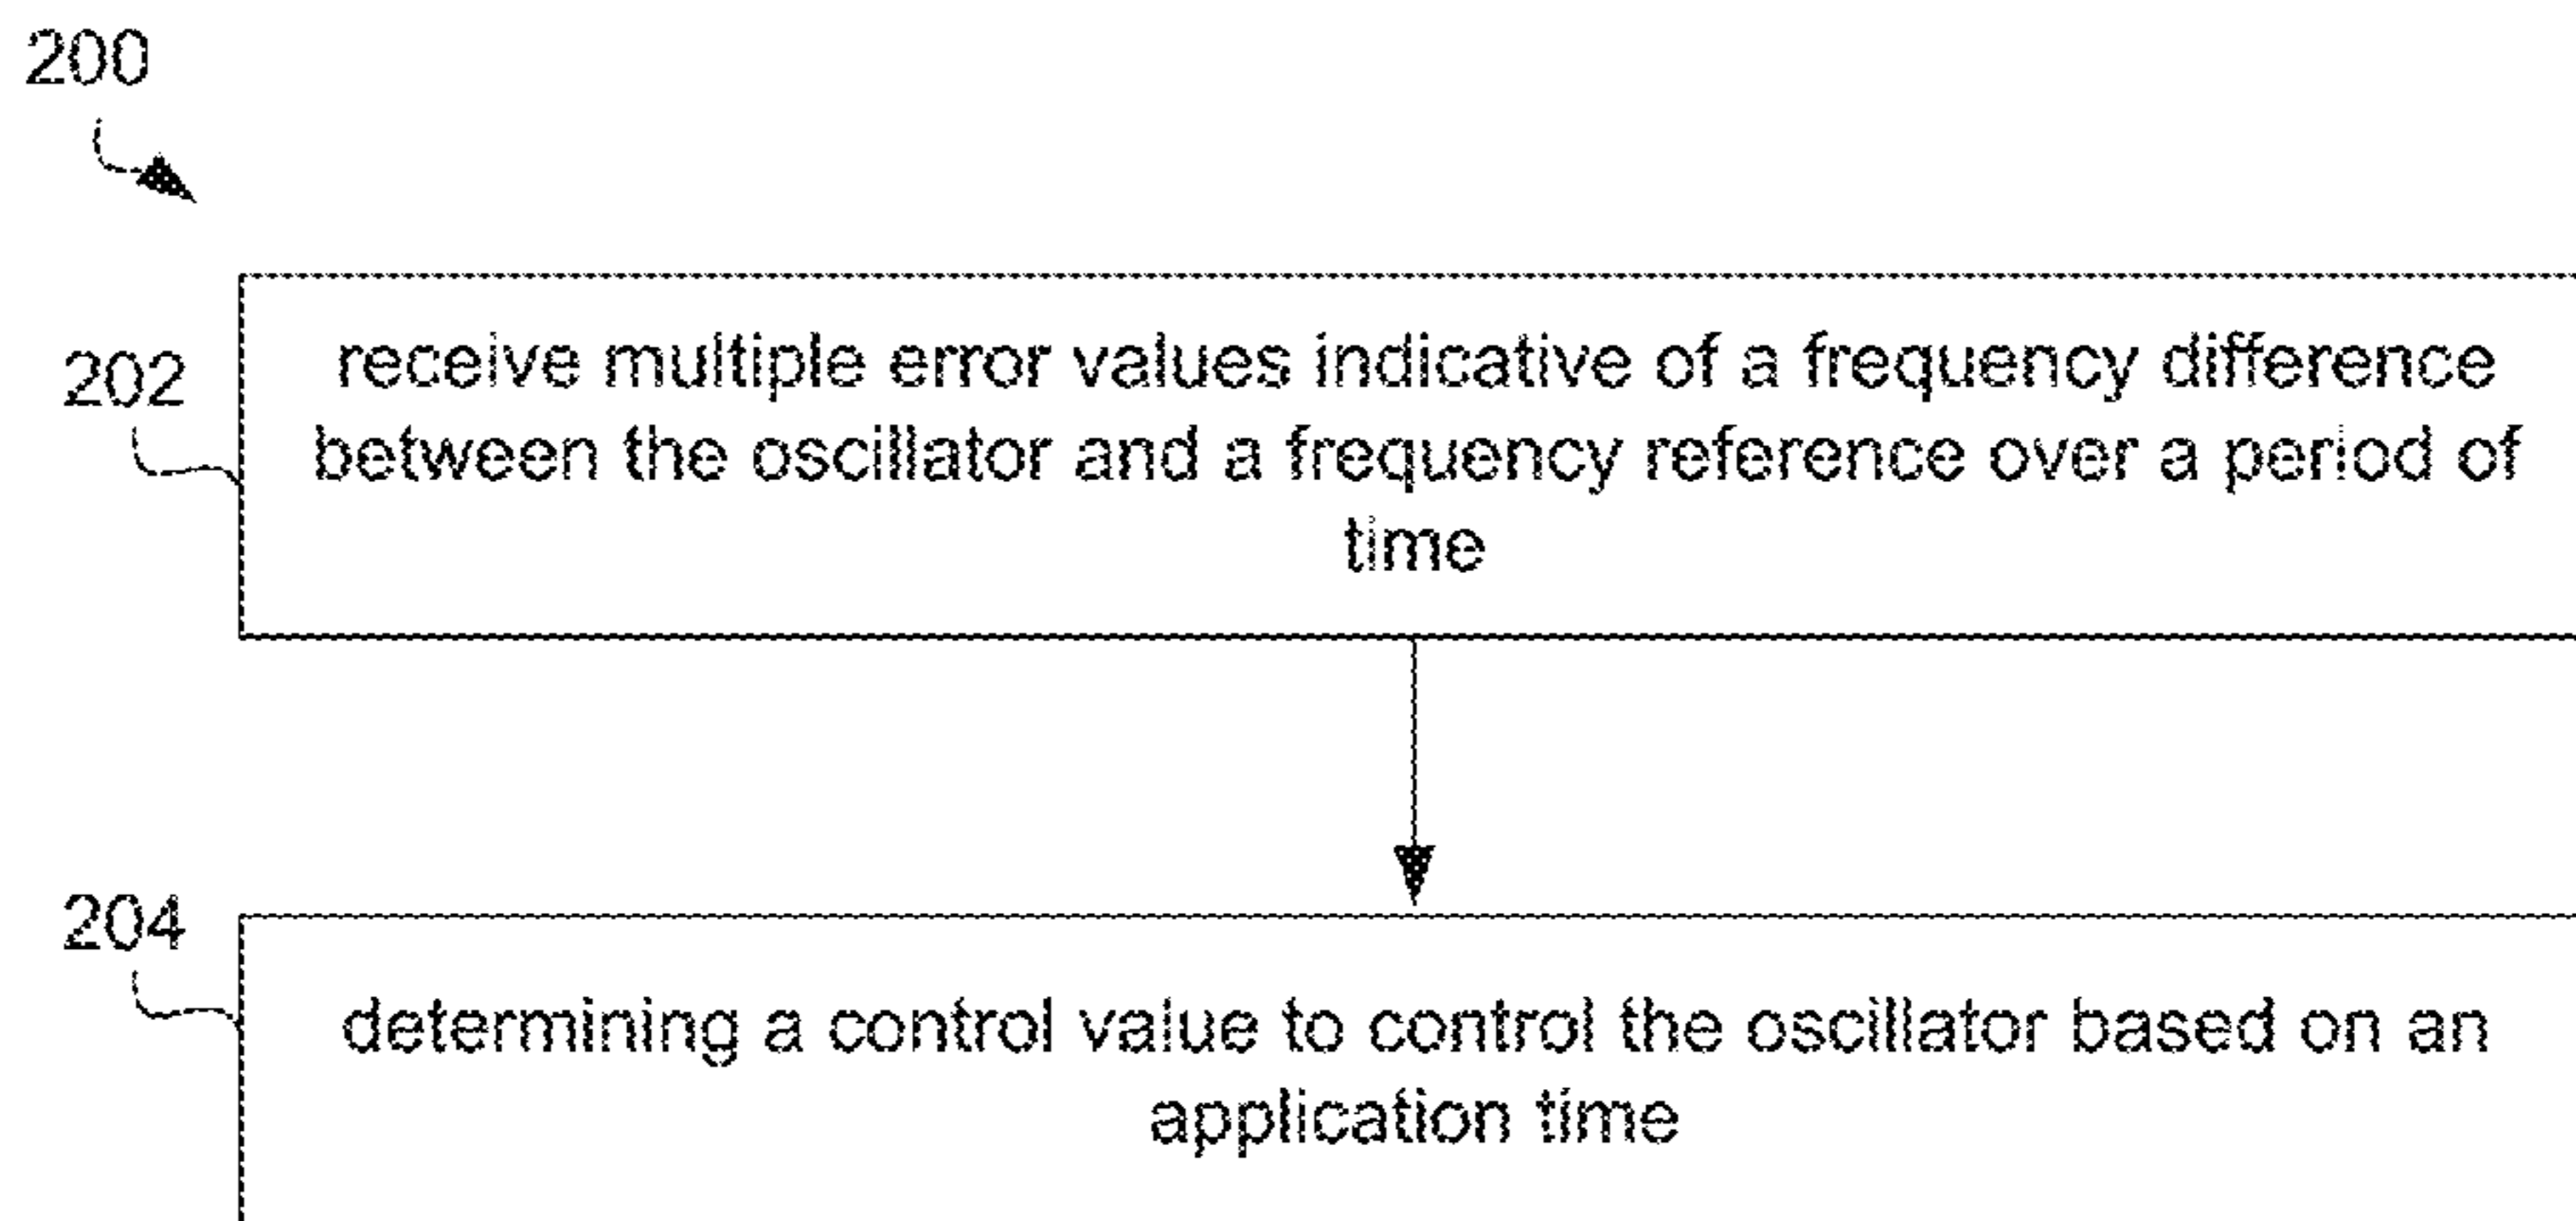 200
202
receive multiple error values indicative of a frequency difference
between the oscillator and a frequency reference over a period of
time
204
determining a control value to control the oscillator based on an
application time